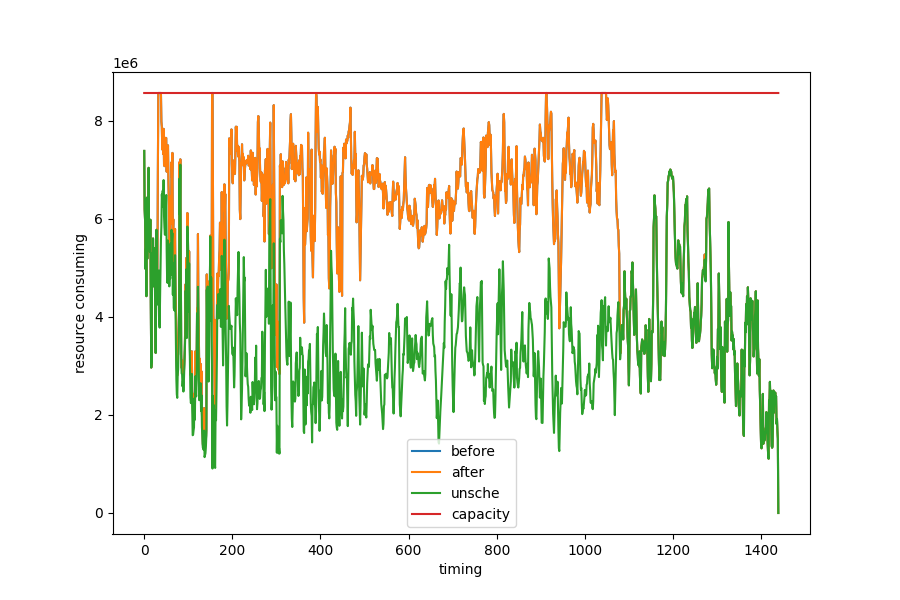 1e6
8
6
4
2
0
resource consuming
0 200 400 600 800 1000 1200 1400
timing
before
after
unsche
capacity